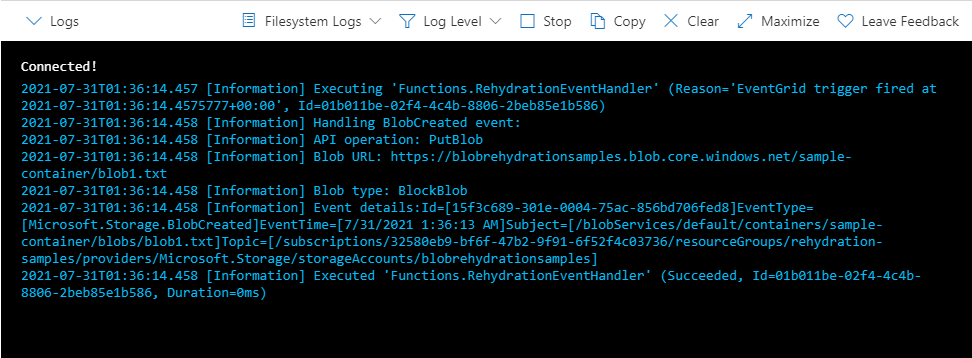 Logs Filesystem Logs Log Level Stop Copy Clear Maximize Leave Feedback
Connected!
2021-07-31T01:36:14.457 [Information] Executing 'Functions.RehydrationEventHandler' (Reason='EventGrid trigger fired at
2021-07-31T01:36:14.4575777+00:00', Id=01b011be-02f4-4c4b-8806-2beb85e1b586)
2021-07-31T01:36:14.458 [Information] Handling BlobCreated event:
2021-07-31T01:36:14.458 [Information] API operation: PutBlob
2021-07-31T01:36:14.458 [Information] Blob URL: https://blobrehydrationsamples.blob.core.windows.net/sample-
container/blob1.txt
2021-07-31T01:36:14.458 [Information] Blob type: BlockBlob
2021-07-31T01:36:14.458 [Information] Event details:Id=[15f3c689-301e-0004-75ac-856bd706fed8]EventType=
[Microsoft.Storage.BlobCreated]EventTime=[7/31/2021 1:36:13 AM]Subject=[/blobServices/default/containers/sample-
container/blobs/blob1.txt]Topic=[/subscriptions/32580eb9-bf6f-47b2-9f91-6f52f4c03736/resourceGroups/rehydration-
samples/providers/Microsoft.Storage/storageAccounts/blobrehydrationsamples]
2021-07-31T01:36:14.458 [Information] Executed 'Functions.RehydrationEventHandler' (Succeeded, Id=01b011be-02f4-4c4b-
8806-2beb85e1b586, Duration=0ms)